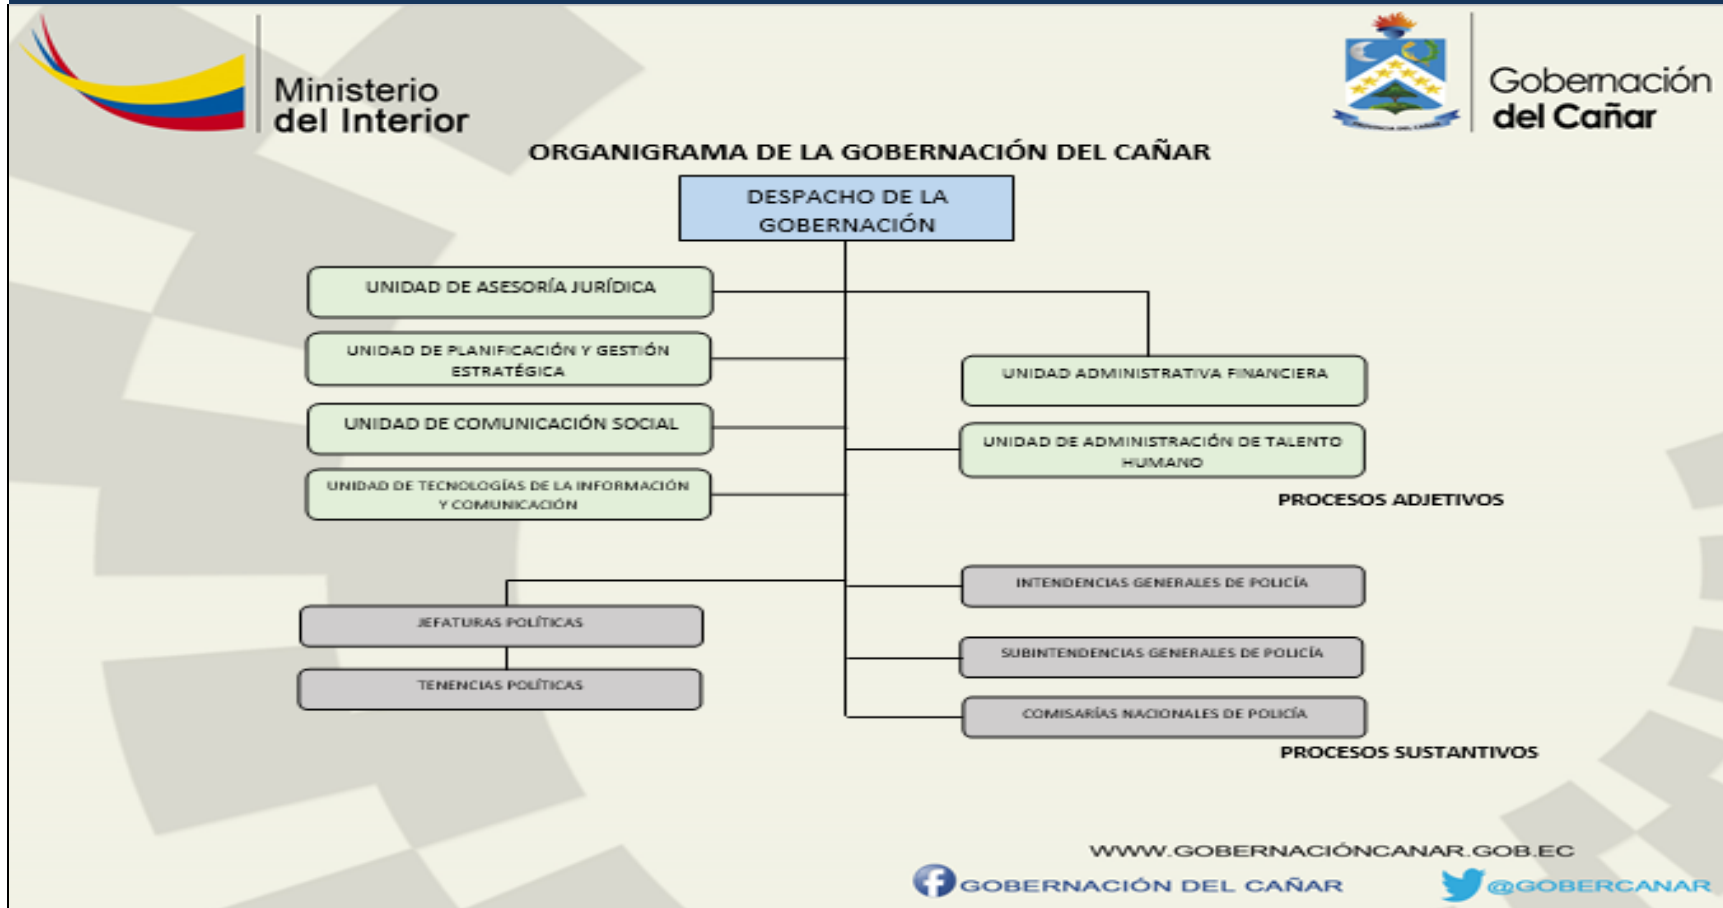 Ministerio
del Interior
Gobernación
del Cañar
PROVINCIA DEL CAÑAR
ORGANIGRAMA DE LA GOBERNACIÓN DEL CAÑAR
DESPACHO DE LA
GOBERNACIÓN
UNIDAD DE ASESORÍA JURÍDICA
UNIDAD DE PLANIFICACIÓN Y GESTIÓN
ESTRATÉGICA
UNIDAD DE COMUNICACIÓN SOCIAL
UNIDAD DE TECNOLOGÍAS DE LA INFORMACIÓN
Y COMUNICACIÓN
UNIDAD ADMINISTRATIVA FINANCIERA
UNIDAD DE ADMINISTRACIÓN DE TALENTO
HUMANO
PROCESOS ADJETIVOS
JEFATURAS POLÍTICAS
TENENCIAS POLÍTICAS
INTENDENCIAS GENERALES DE POLICÍA
SUBINTENDENCIAS GENERALES DE POLICÍA
COMISARÍAS NACIONALES DE POLICÍA
PROCESOS SUSTANTIVOS
WWW.GOBERNACIÓNCANAR.GOB.EC
GOBERNACIÓN DEL CAÑAR
@GOBERCANAR